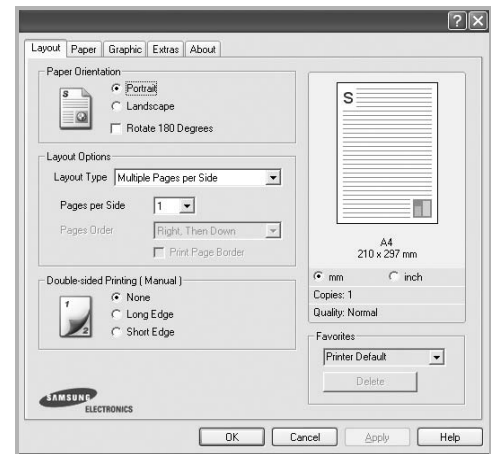 ? X
Layout Paper Graphic Extras About
Paper Orientation
S
Portrait
Landscape
Rotate 180 Degrees
Layout Options
Layout Type Multiple Pages per Side
Pages per Side 1
Pages Order Right, Then Down
Print Page Border
Double-sided Printing ( Manual )
1
2
None
Long Edge
Short Edge
SAMSUNG
ELECTRONICS
S
A4
210 x 297 mm
mm inch
Copies: 1
Quality: Normal
Favorites
Printer Default
Delete
OK Cancel Apply Help